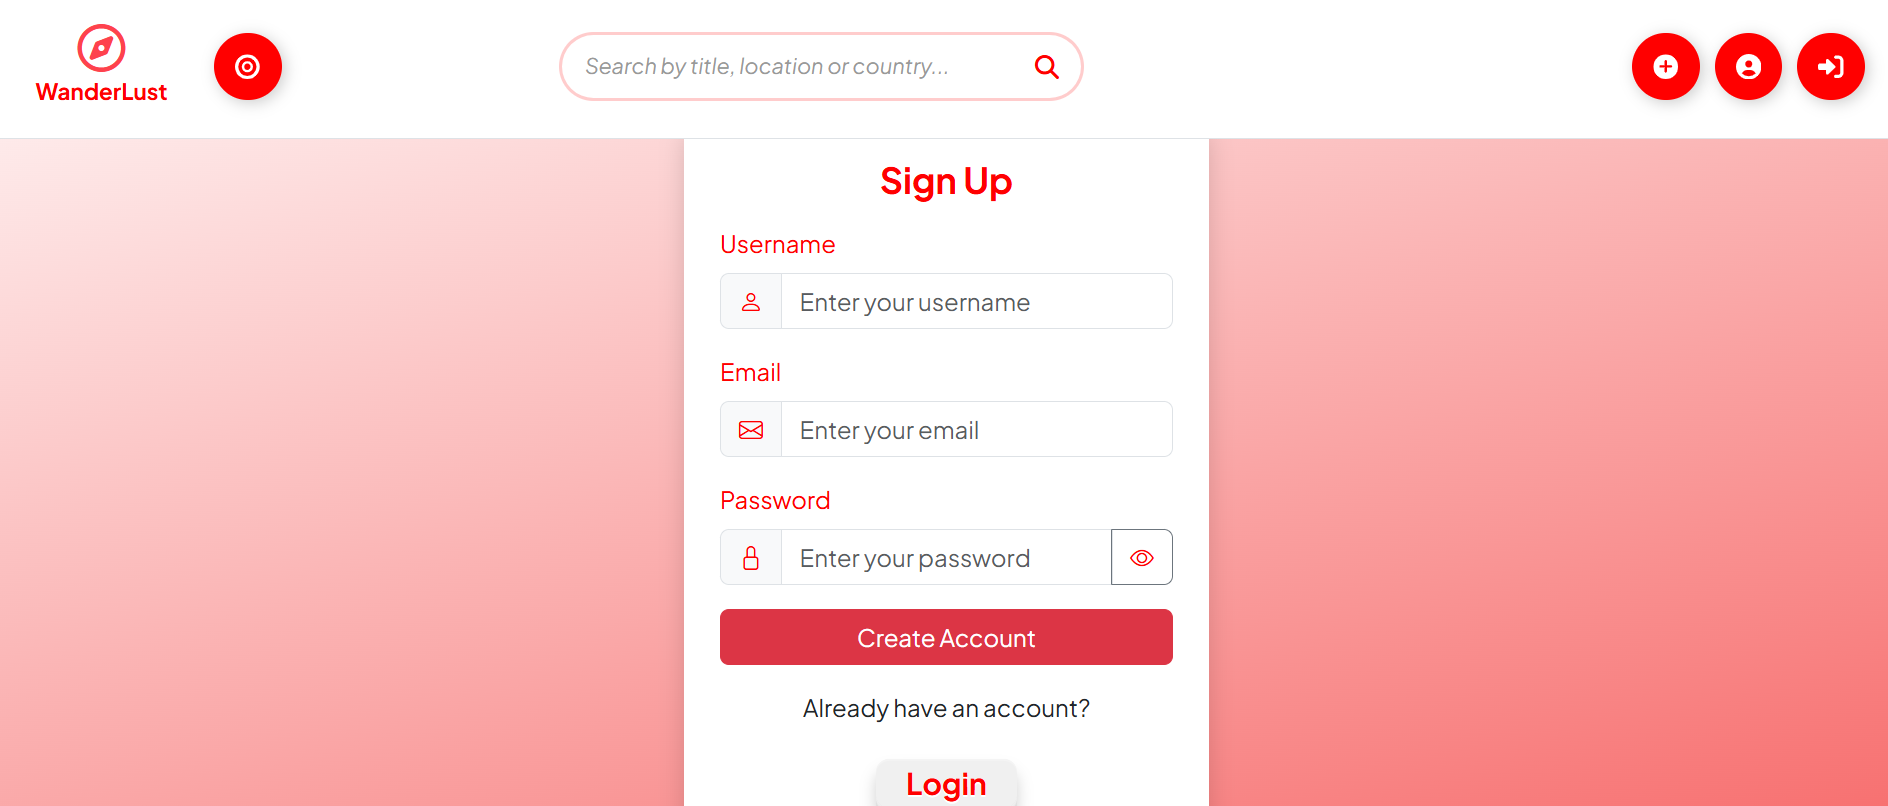 WanderLust
Search by title, location or country...
Sign Up
Username
Enter your username
Email
Enter your email
Password
Enter your password
Create Account
Already have an account?
Login